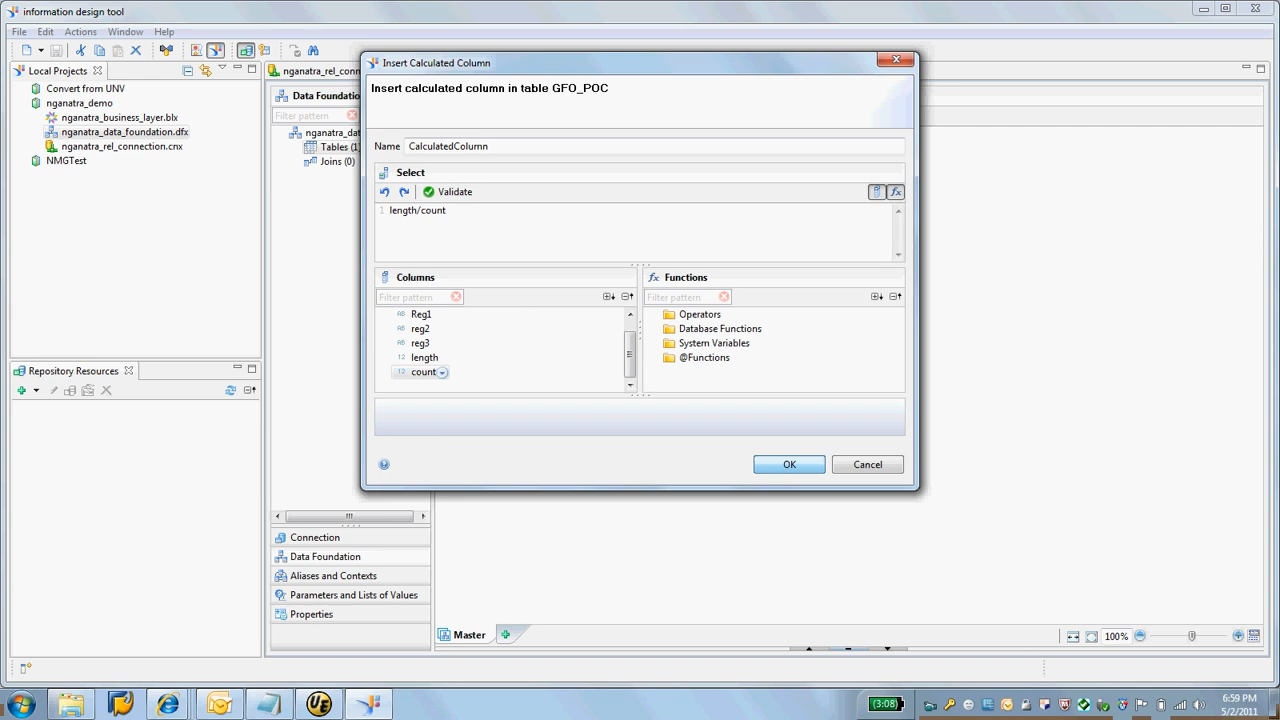 information design tool
File Edit Actions Window Help
Local Projects
Convert from UNV
nganatra_demo
nganatra_business_layer.blx
nganatra_data_foundation.dfx
nganatra_rel_connection.cnx
NMGTest
Repository Resources
nganatra_rel_conn
Data Foundatio
Filter pattern
nganatra_dat
Tables (1)
Joins (0)
Connection
Data Foundation
Aliases and Contexts
Parameters and Lists of Values
Properties
Insert Calculated Column
Insert calculated column in table GFO_POC
Name CalculatedColumn
Select
Validate
1 length/count
Columns
Filter pattern
Reg1
reg2
reg3
length
count
Functions
Filter pattern
Operators
Database Functions
System Variables
@Functions
OK Cancel
Master
100%
(3:08)
6:59 PM
5/2/2011